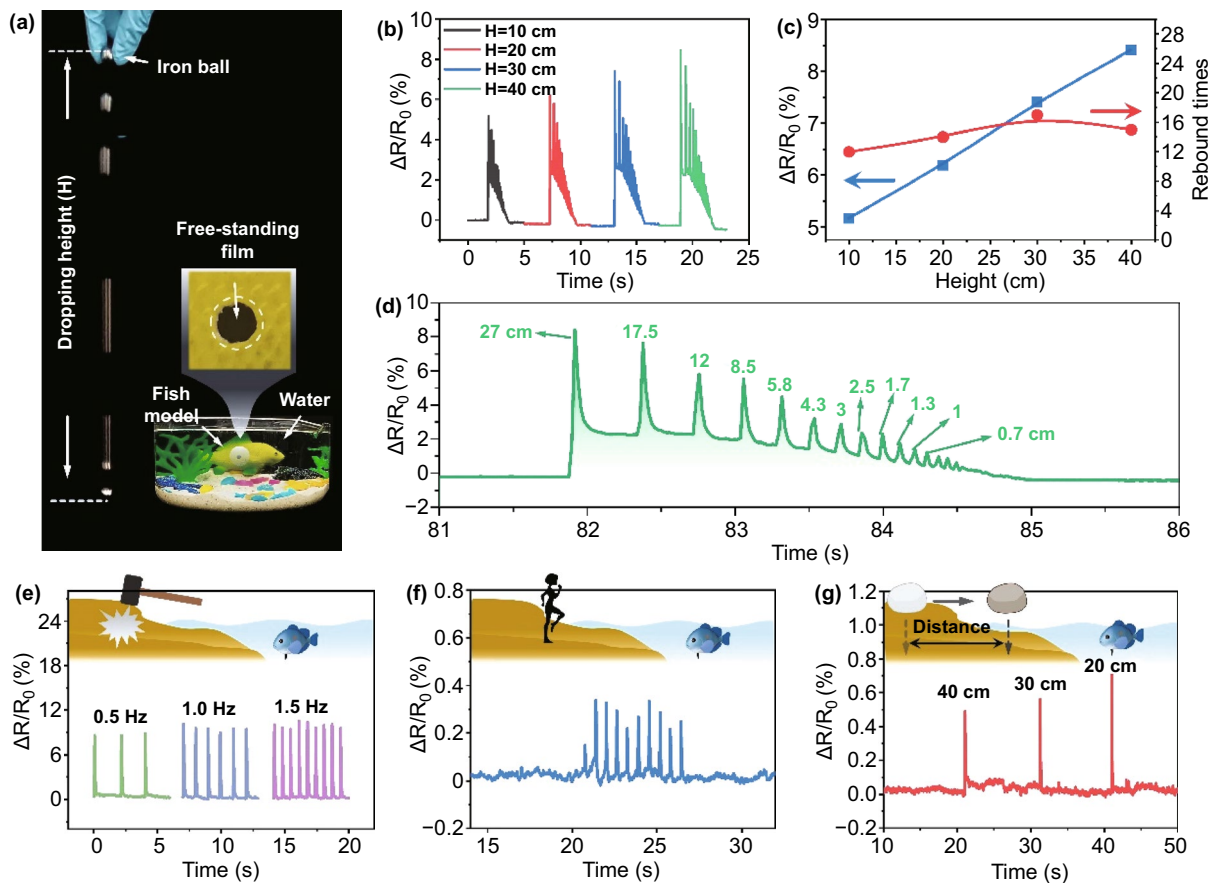 (a)
Iron ball
Dropping height (H)
Free-standing
film
Fish
model
Water
(b)
H=10 cm
H=20 cm
H=30 cm
H=40 cm
ΔR/R₀ (%)
10
8
6
4
2
0
0 5 10 15 20 25
Time (s)
(c)
ΔR/R₀ (%)
9
8
7
6
5
28
24
20
16
12
8
4
0
Rebound times
10 15 20 25 30 35 40
Height (cm)
(d)
ΔR/R₀ (%)
10
8
6
4
2
0
−2
27 cm
17.5
12
8.5
5.8
4.3
3
2.5
1.7
1.3
1
0.7 cm
81 82 83 84 85 86
Time (s)
(e)
ΔR/R₀ (%)
28
24
18
14
9
6
3
0
0.5 Hz
1.0 Hz
1.5 Hz
0 5 10 15 20
Time (s)
(f)
ΔR/R₀ (%)
0.8
0.6
0.4
0.2
0
−0.2
15 20 25 30
Time (s)
(g)
ΔR/R₀ (%)
1.2
1.0
0.8
0.6
0.4
0.2
0.0
−0.2
Distance
40 cm
30 cm
20 cm
10 20 30 40 50
Time (s)